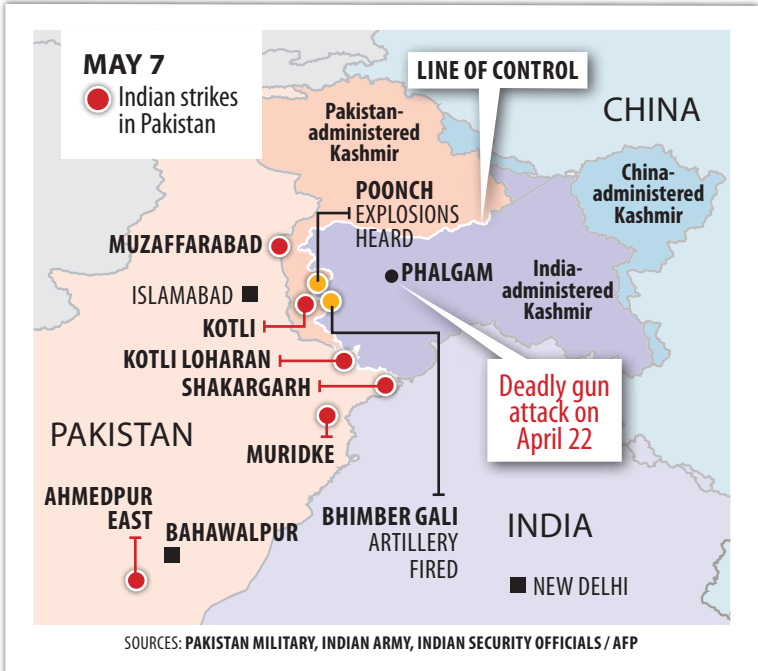 MAY 7
Indian strikes
in Pakistan
LINE OF CONTROL
CHINA
Pakistan-
administered
Kashmir
China-
administered
Kashmir
POONCH
EXPLOSIONS
HEARD
MUZAFFARABAD
PHALGAM
India-
administered
Kashmir
ISLAMABAD
KOTLI
KOTLI LOHARAN
SHAKARGARH
Deadly gun
attack on
April 22
PAKISTAN
MURIDKE
AHMEDPUR
EAST
BAHAWALPUR
BHIMBER GALI
ARTILLERY
FIRED
INDIA
NEW DELHI
SOURCES: PAKISTAN MILITARY, INDIAN ARMY, INDIAN SECURITY OFFICIALS / AFP